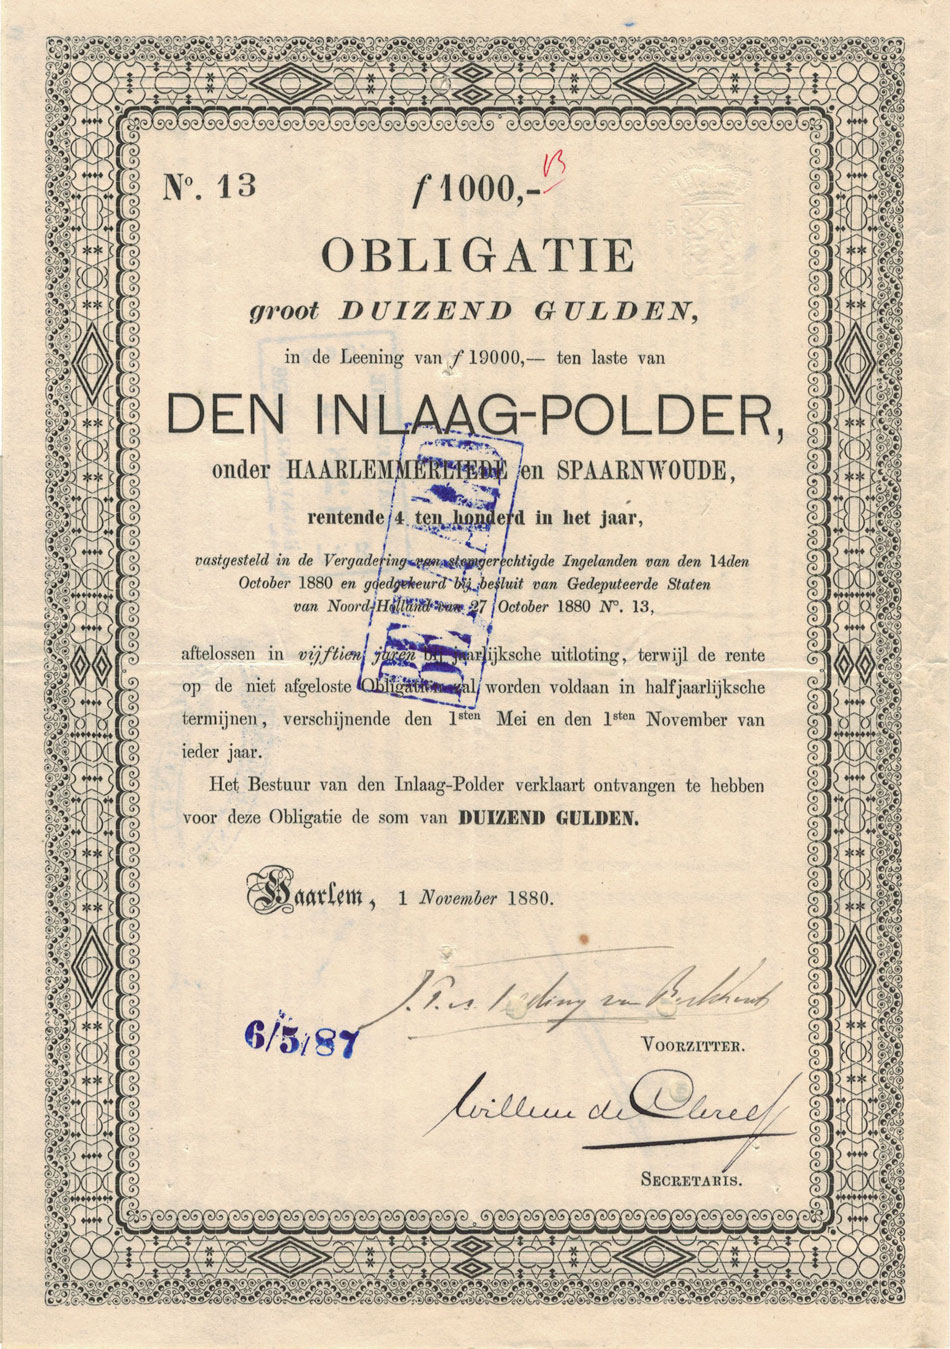 No. 13
f 1000,-
OBLIGATIE
groot DUIZEND GULDEN,
in de Leening van f 19000,— ten laste van
DEN INLAAG-POLDER,
onder HAARLEMMERLIEDE en SPAARNWOUDE,
rentende 4 ten honderd in het jaar,
vastgesteld in de Vergadering van stemgerechtigde Ingelanden van den 14den
October 1880 en goedgekeurd bij besluit van Gedeputeerde Staten
van Noord-Holland van 27 October 1880 No. 13,
aftelossen in vijftien jaren bij jaarlijksche uitloting, terwijl de rente
op de niet afgeloste Obligatien zal worden voldaan in halfjaarlijksche
termijnen, verschijnende den 1sten Mei en den 1sten November van
ieder jaar.
Het Bestuur van den Inlaag-Polder verklaart ontvangen te hebben
voor deze Obligatie de som van DUIZEND GULDEN.
BETAALD
Haarlem, 1 November 1880.
van Berkhout
6/5/87
VOORZITTER.
Willem de Clercq
SECRETARIS.